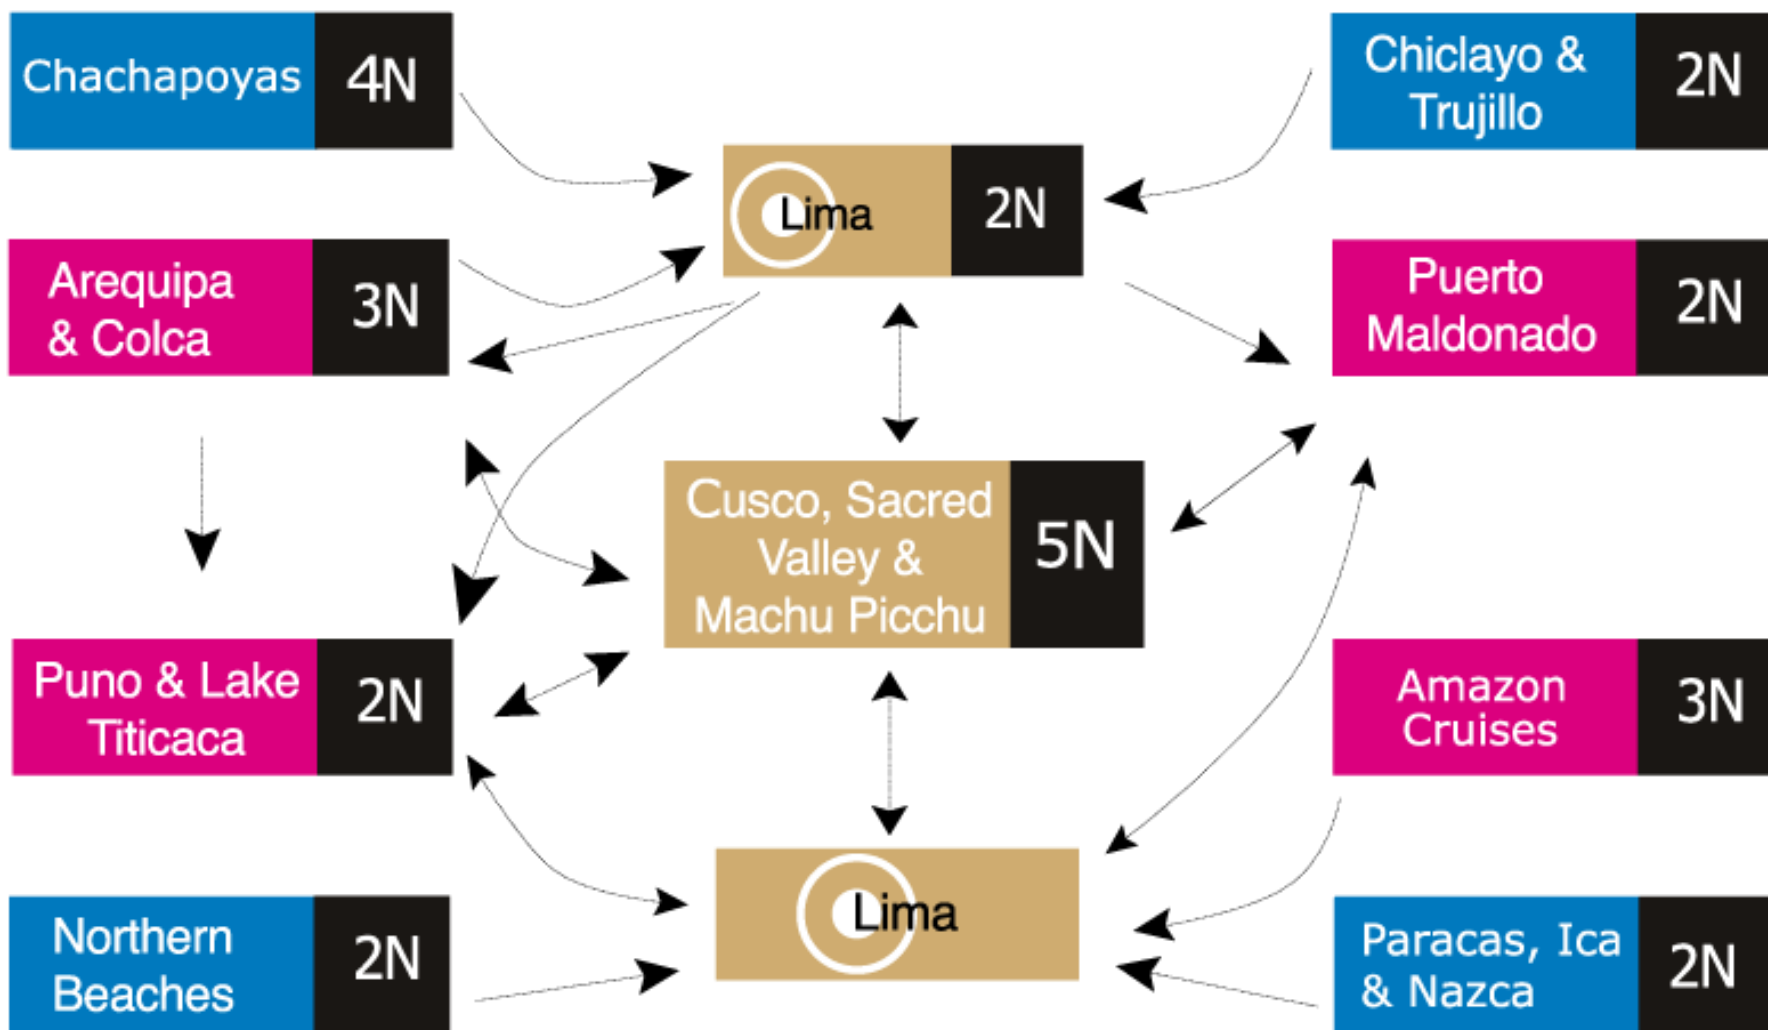 Chachapoyas 4N
Chiclayo &
Trujillo
2N
Lima 2N
Arequipa
& Colca
3N
Puerto
Maldonado
2N
Cusco, Sacred
Valley &
Machu Picchu
5N
Puno & Lake
Titicaca
2N
Amazon
Cruises
3N
Lima
Northern
Beaches
2N
Paracas, Ica
& Nazca
2N